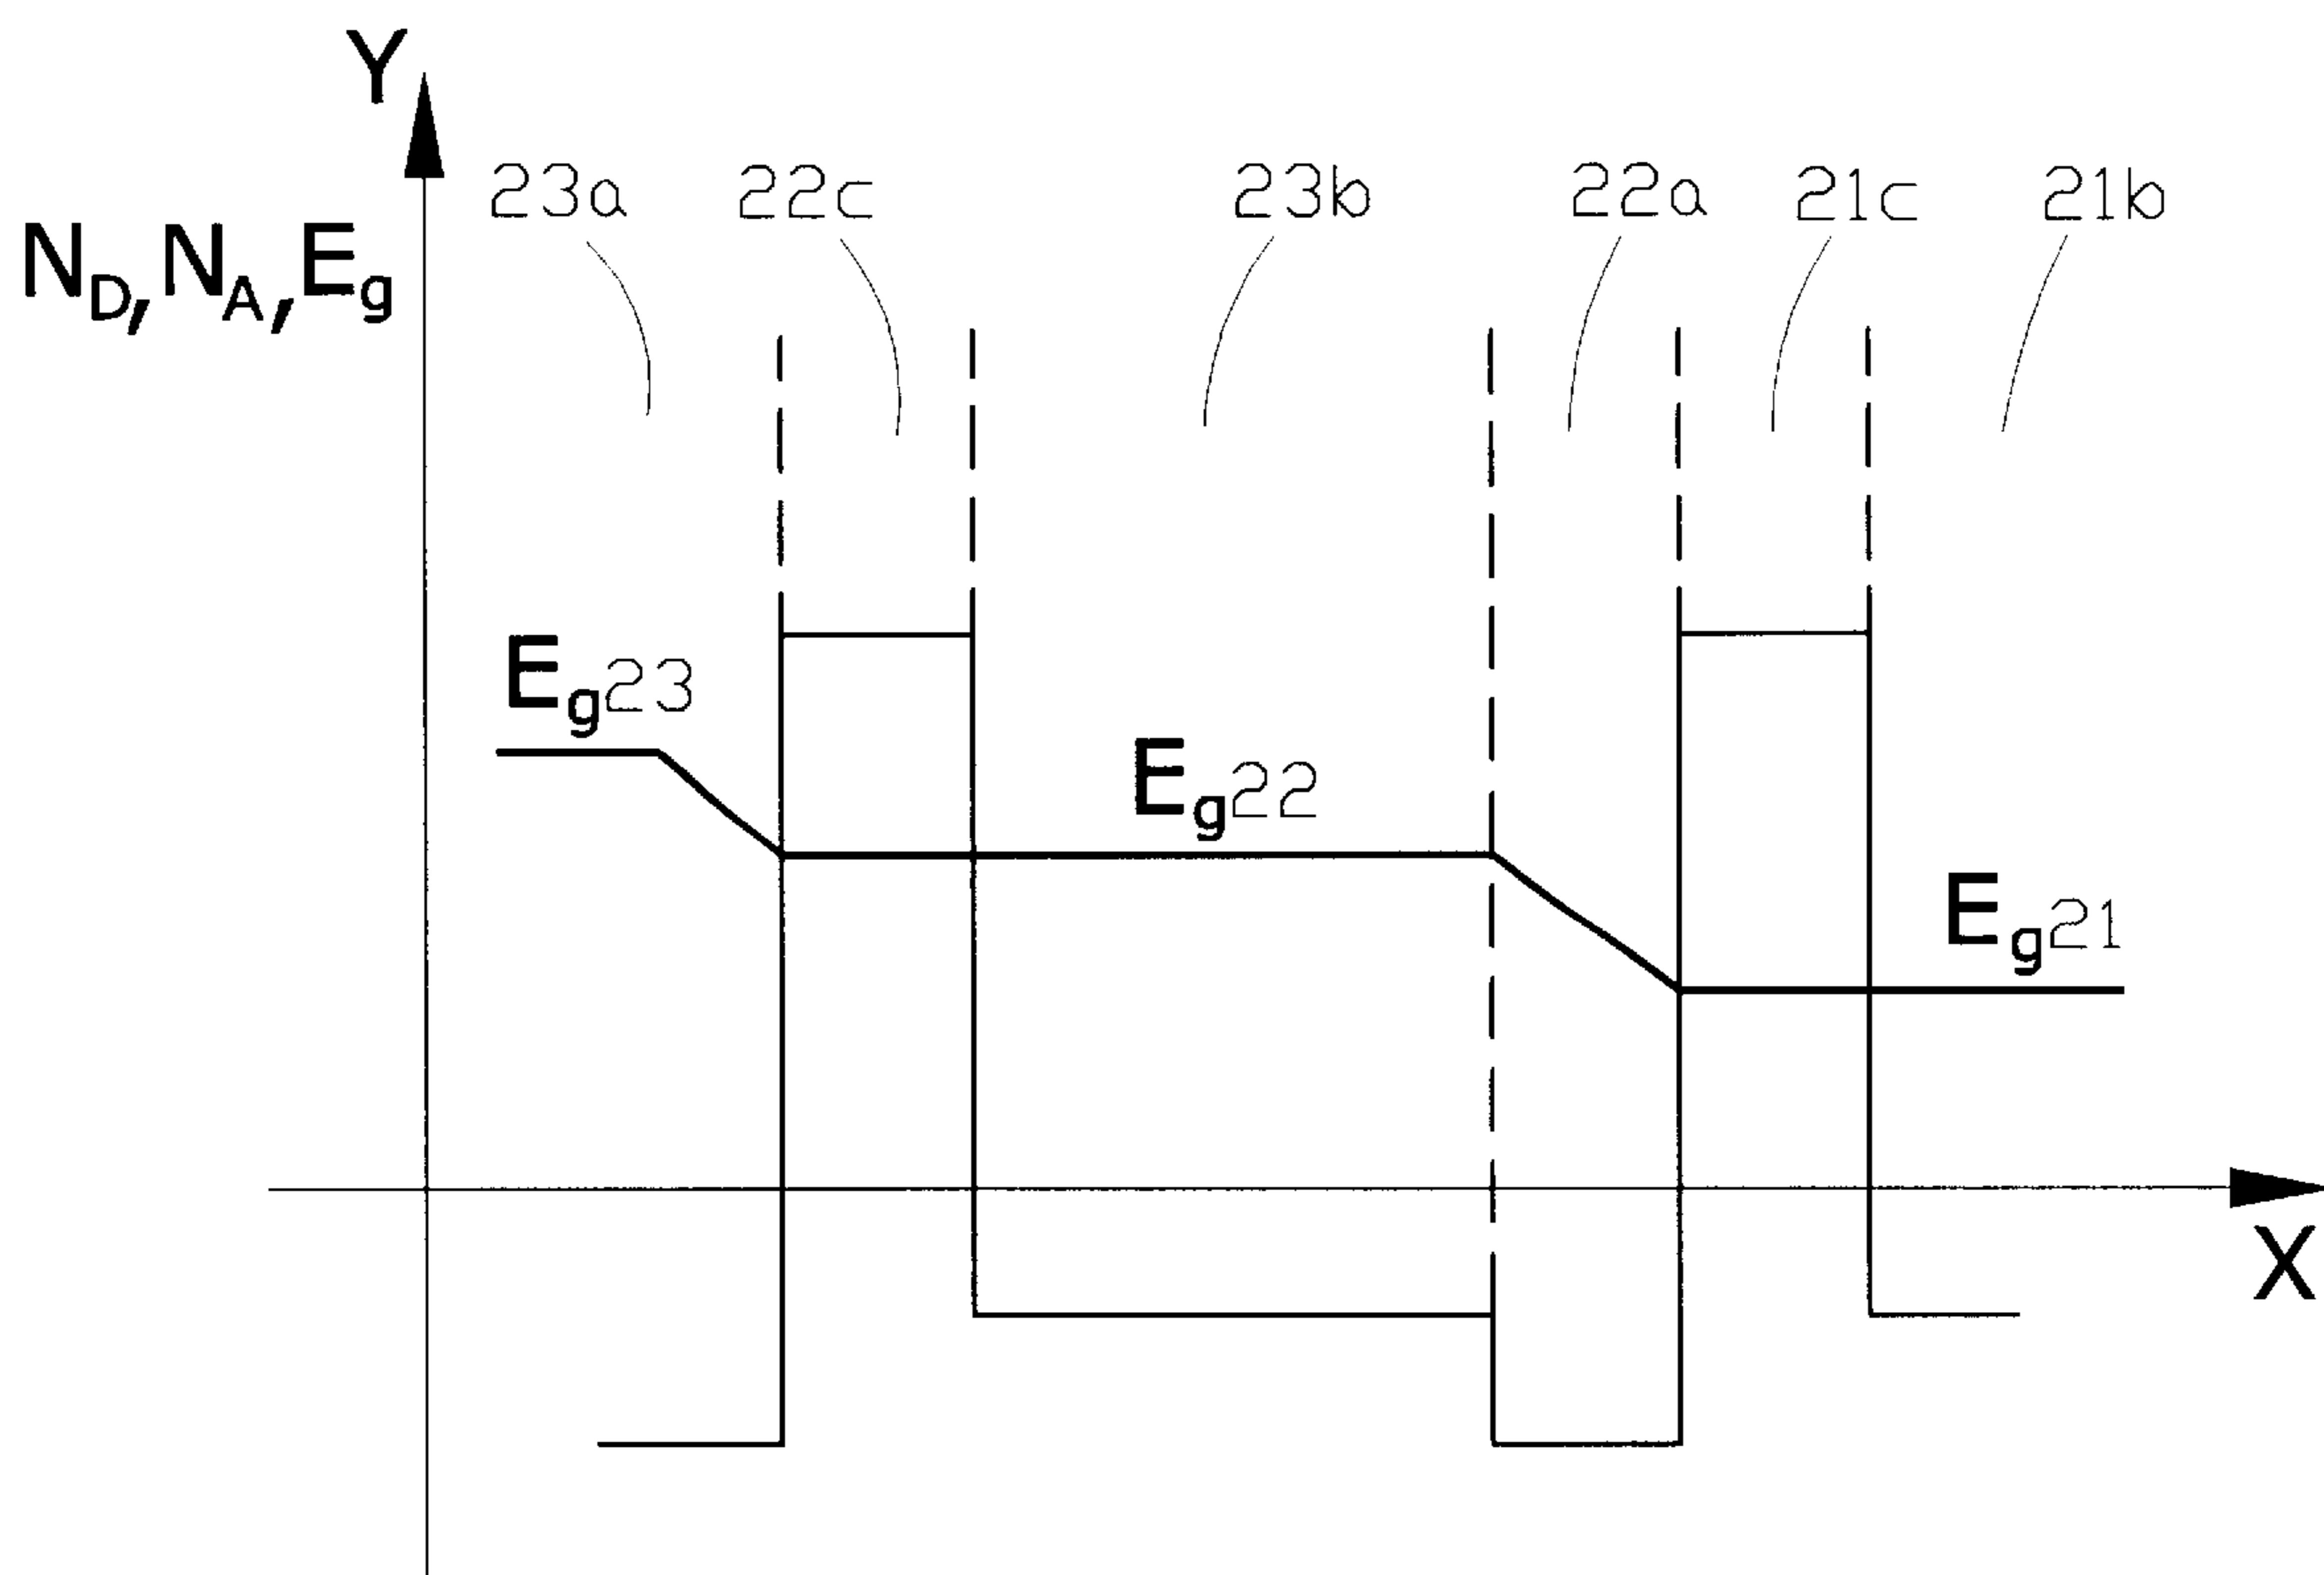 Y
23a 22c 23b 22a 21c 21b
N_D, N_A, E_g
E_g23
E_g22
E_g21
X